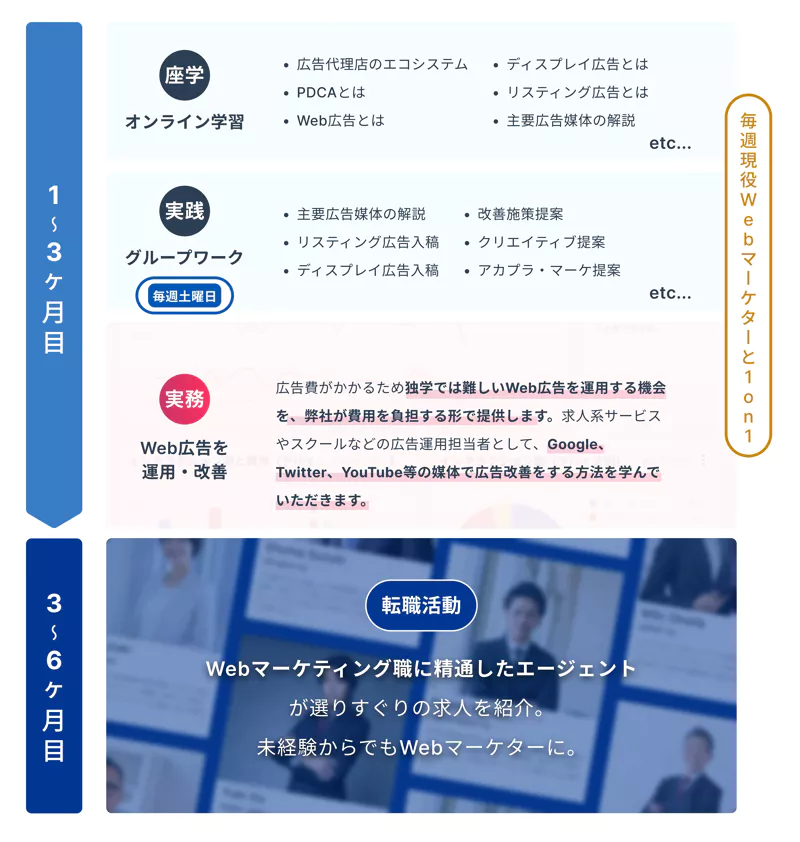 1〜3ケ月目
座学
オンライン学習
• 広告代理店のエコシステム
• PDCAとは
• Web広告とは
• ディスプレイ広告とは
• リスティング広告とは
• 主要広告媒体の解説
etc...
実践
グループワーク
毎週土曜日
• 主要広告媒体の解説
• リスティング広告入稿
• ディスプレイ広告入稿
• 改善施策提案
• クリエイティブ提案
• アカプラ・マーケ提案
etc...
毎週現役Webマーケターと1on1
実務
Web広告を
運用・改善
広告費がかかるため独学では難しいWeb広告を運用する機会
を、弊社が費用を負担する形で提供します。求人系サービス
やスクールなどの広告運用担当者として、Google、
Twitter、YouTube等の媒体で広告改善をする方法を学んで
いただきます。
3〜6ケ月目
転職活動
Webマーケティング職に精通したエージェント
が選りすぐりの求人を紹介。
未経験からでもWebマーケターに。